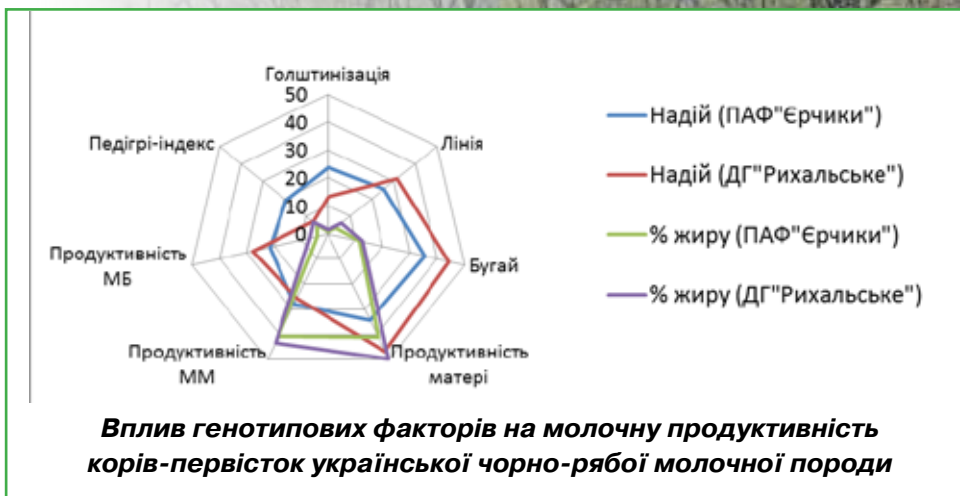 Голштинізація
50
40
30
20
10
0
Лінія
Бугай
Продуктивність
матері
Продуктивність
ММ
Продуктивність
МБ
Педігрі-індекс
Надій (ПАФ"Єрчики")
Надій (ДГ"Рихальське")
% жиру (ПАФ"Єрчики")
% жиру (ДГ"Рихальське")
Вплив генотипових факторів на молочну продуктивність
корів-первісток української чорно-рябої молочної породи